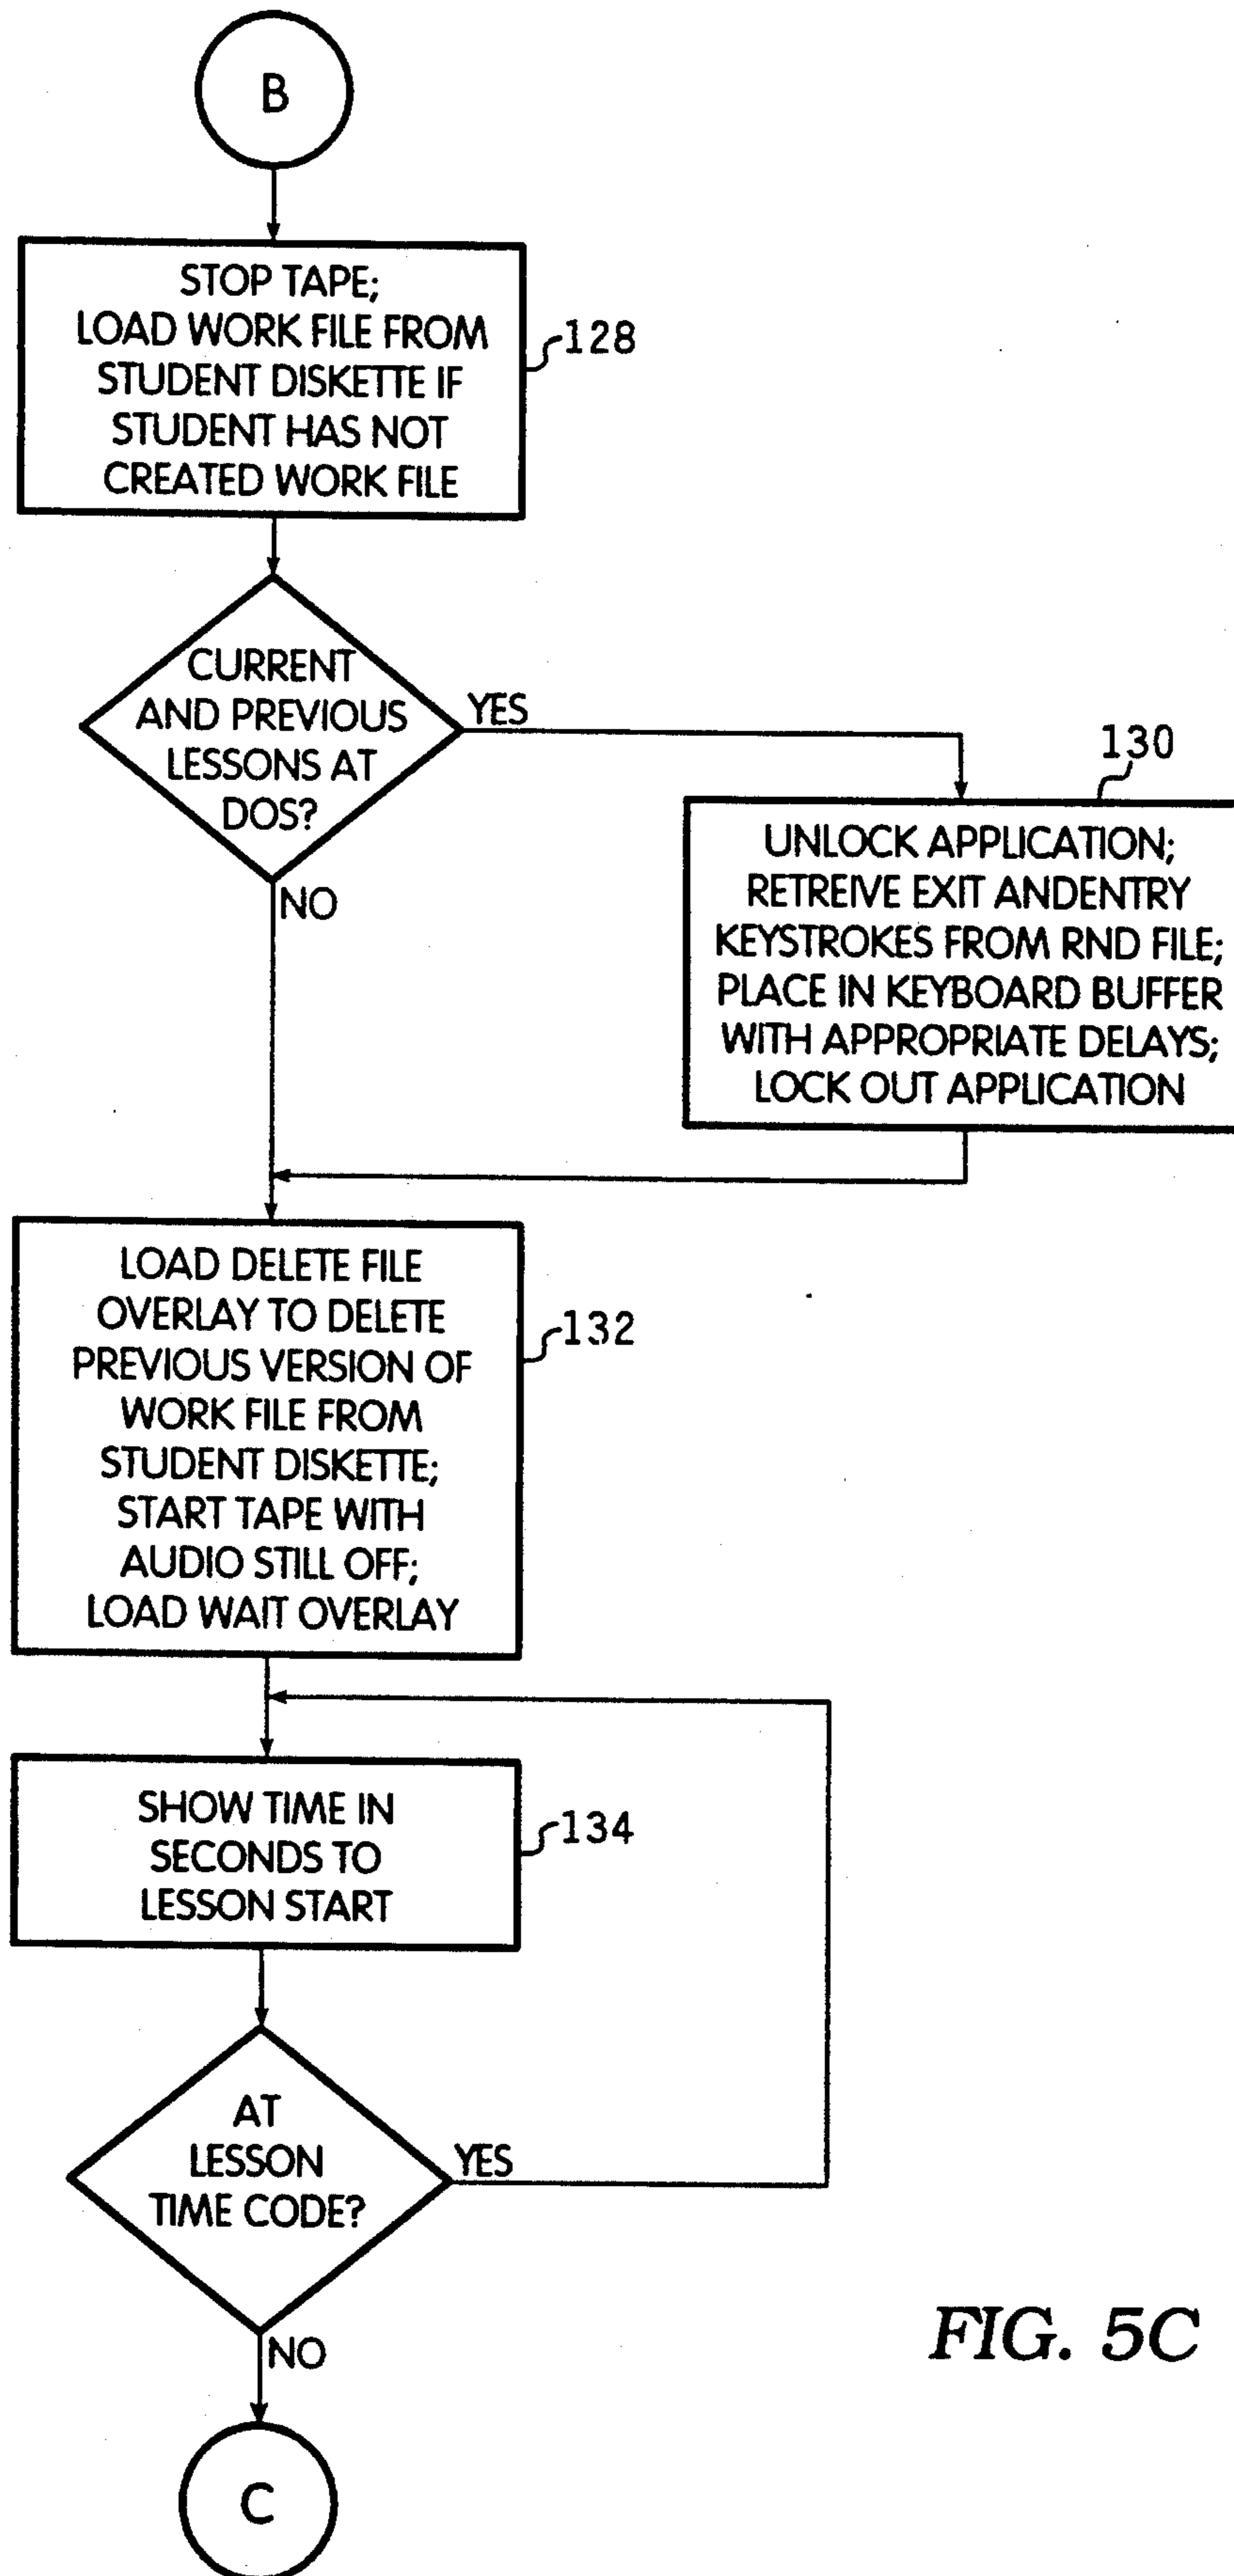 B
STOP TAPE;
LOAD WORK FILE FROM
STUDENT DISKETTE IF
STUDENT HAS NOT
CREATED WORK FILE
128
CURRENT
AND PREVIOUS
LESSONS AT
DOS?
YES
NO
130
UNLOCK APPLICATION;
RETREIVE EXIT ANDENTRY
KEYSTROKES FROM RND FILE;
PLACE IN KEYBOARD BUFFER
WITH APPROPRIATE DELAYS;
LOCK OUT APPLICATION
LOAD DELETE FILE
OVERLAY TO DELETE
PREVIOUS VERSION OF
WORK FILE FROM
STUDENT DISKETTE;
START TAPE WITH
AUDIO STILL OFF;
LOAD WAIT OVERLAY
132
SHOW TIME IN
SECONDS TO
LESSON START
134
AT
LESSON
TIME CODE?
YES
NO
C
FIG. 5C